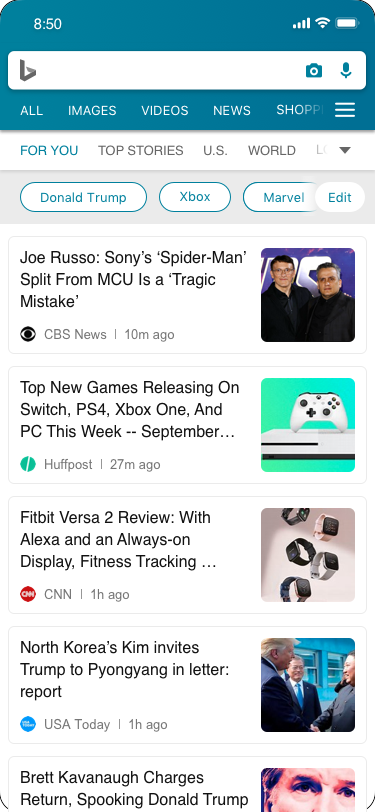 8:50
ALL IMAGES VIDEOS NEWS SHOPP
FOR YOU TOP STORIES U.S. WORLD LO
Donald Trump Xbox Marvel Edit
Joe Russo: Sony’s ‘Spider-Man’
Split From MCU Is a ‘Tragic
Mistake’
CBS News | 10m ago
Top New Games Releasing On
Switch, PS4, Xbox One, And
PC This Week -- September…
Huffpost | 27m ago
Fitbit Versa 2 Review: With
Alexa and an Always-on
Display, Fitness Tracking …
CNN CNN | 1h ago
North Korea’s Kim invites
Trump to Pyongyang in letter:
report
USA Today | 1h ago
Brett Kavanaugh Charges
Return, Spooking Donald Trump